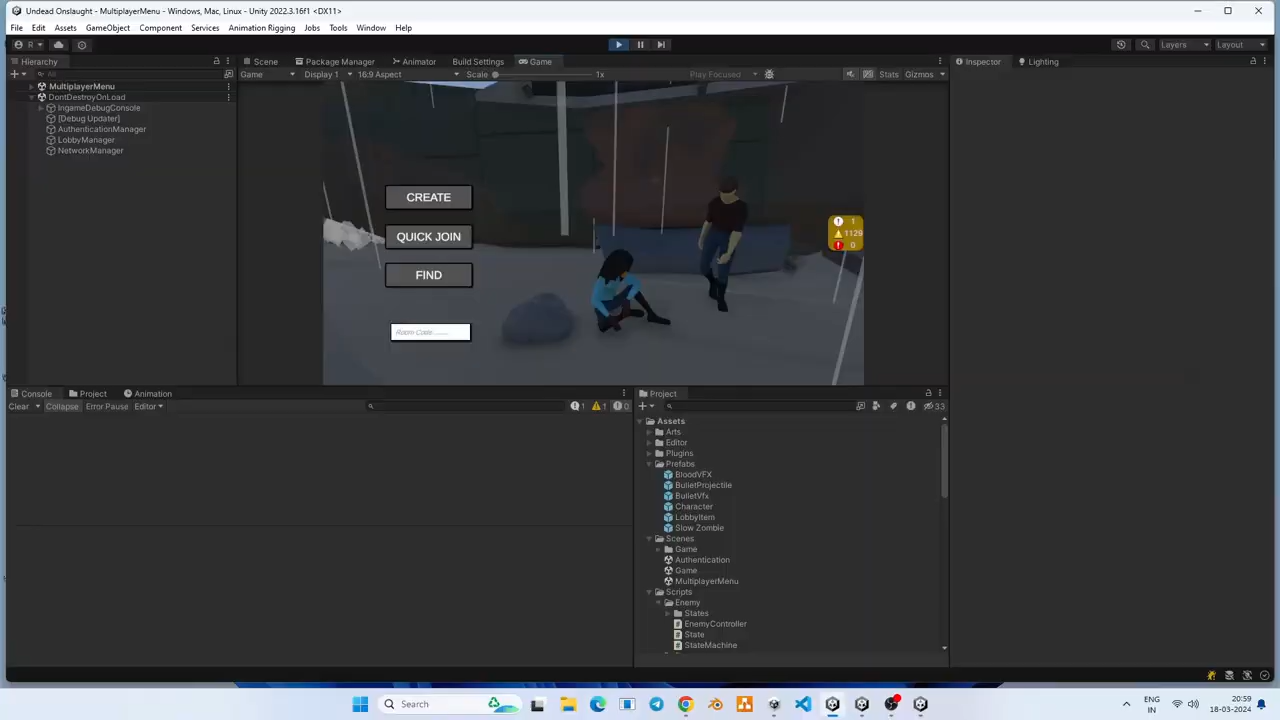 Undead Onslaught - MultiplayerMenu - Windows, Mac, Linux - Unity 2022.3.16f1 <DX11>
File Edit Assets GameObject Component Services Animation Rigging Jobs Tools Window Help
R Layers Layout
Hierarchy
All
MultiplayerMenu
DontDestroyOnLoad
IngameDebugConsole
[Debug Updater]
AuthenticationManager
LobbyManager
NetworkManager
Scene Package Manager Animator Build Settings Game
Game Display 1 16:9 Aspect Scale 1x Play Focused Stats Gizmos
CREATE
QUICK JOIN
FIND
Room Code........
1
1129
0
Inspector Lighting
Console Project Animation
Clear Collapse Error Pause Editor 1 1 0
Project
33
Assets
Arts
Editor
Plugins
Prefabs
BloodVFX
BulletProjectile
BulletVfx
Character
LobbyItem
Slow Zombie
Scenes
Game
Authentication
Game
MultiplayerMenu
Scripts
Enemy
States
EnemyController
State
StateMachine
Search
ENG
IN
20:59
18-03-2024